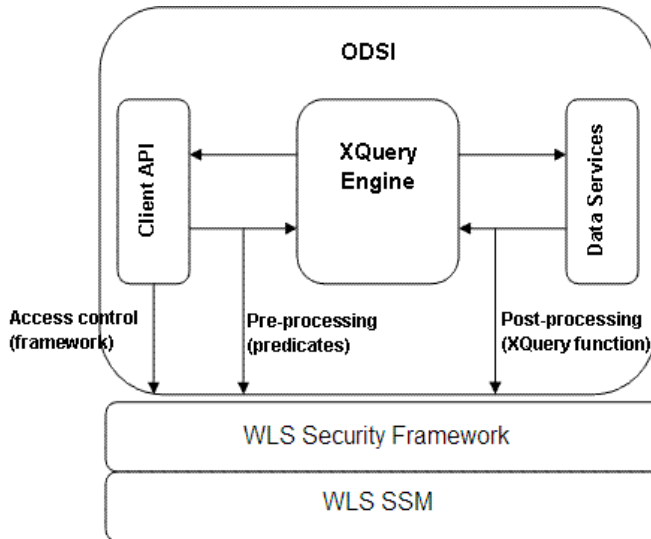 ODSI
Client API
XQuery
Engine
Data Services
Access control
(framework)
Pre-processing
(predicates)
Post-processing
(XQuery function)
WLS Security Framework
WLS SSM